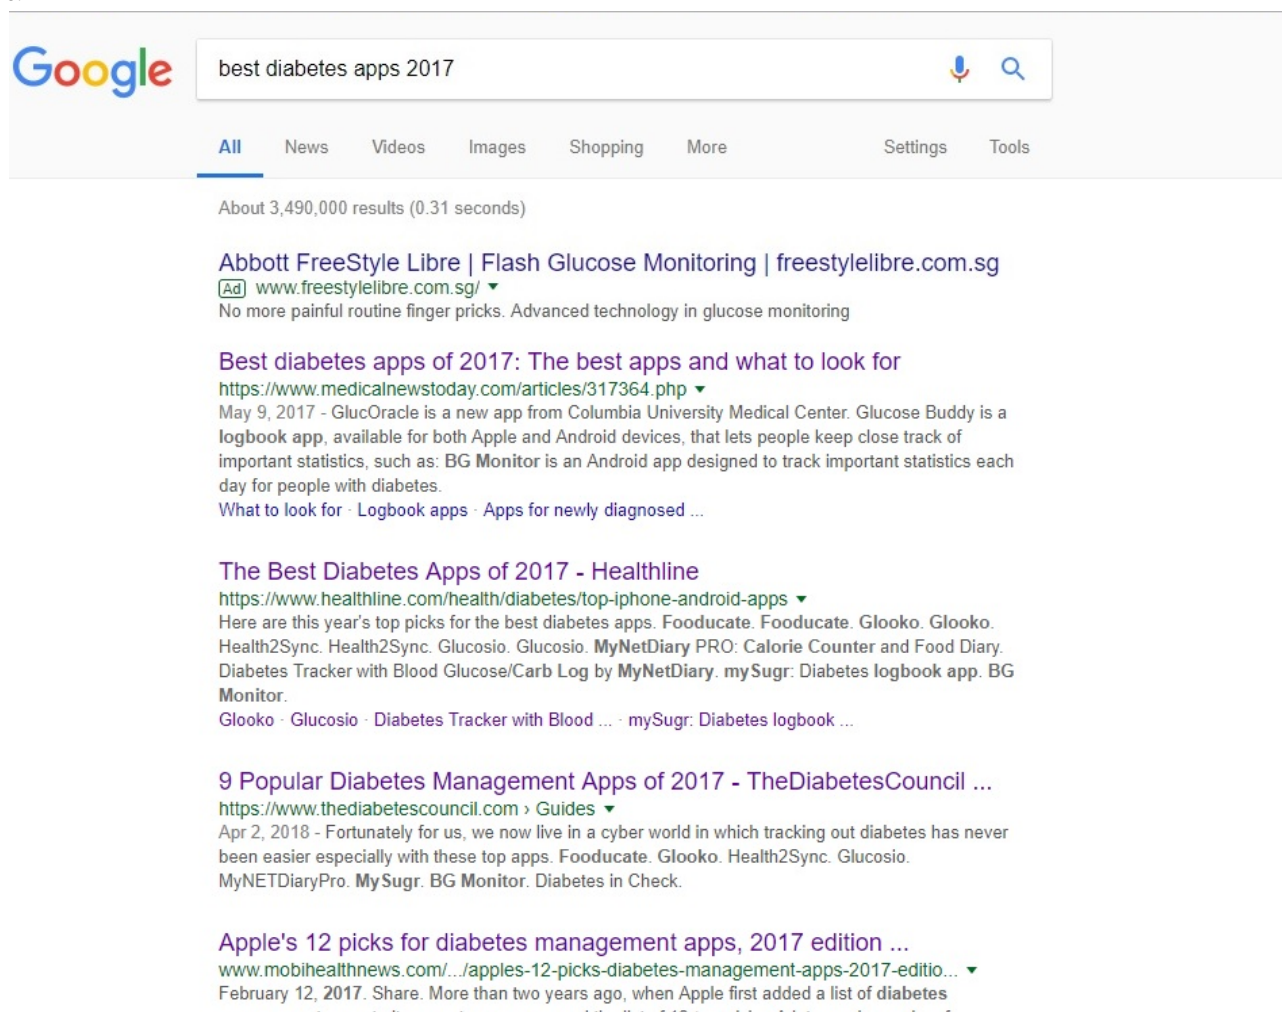 Google
best diabetes apps 2017
All News Videos Images Shopping More Settings Tools
About 3,490,000 results (0.31 seconds)
Abbott FreeStyle Libre | Flash Glucose Monitoring | freestylelibre.com.sg
Ad www.freestylelibre.com.sg/
No more painful routine finger pricks. Advanced technology in glucose monitoring
Best diabetes apps of 2017: The best apps and what to look for
https://www.medicalnewstoday.com/articles/317364.php
May 9, 2017 - GlucOracle is a new app from Columbia University Medical Center. Glucose Buddy is a
logbook app, available for both Apple and Android devices, that lets people keep close track of
important statistics, such as: BG Monitor is an Android app designed to track important statistics each
day for people with diabetes.
What to look for · Logbook apps · Apps for newly diagnosed ...
The Best Diabetes Apps of 2017 - Healthline
https://www.healthline.com/health/diabetes/top-iphone-android-apps
Here are this year's top picks for the best diabetes apps. Fooducate. Fooducate. Glooko. Glooko.
Health2Sync. Health2Sync. Glucosio. Glucosio. MyNetDiary PRO: Calorie Counter and Food Diary.
Diabetes Tracker with Blood Glucose/Carb Log by MyNetDiary. mySugr: Diabetes logbook app. BG
Monitor.
Glooko · Glucosio · Diabetes Tracker with Blood ... · mySugr: Diabetes logbook ...
9 Popular Diabetes Management Apps of 2017 - TheDiabetesCouncil ...
https://www.thediabetescouncil.com › Guides
Apr 2, 2018 - Fortunately for us, we now live in a cyber world in which tracking out diabetes has never
been easier especially with these top apps. Fooducate. Glooko. Health2Sync. Glucosio.
MyNETDiaryPro. MySugr. BG Monitor. Diabetes in Check.
Apple's 12 picks for diabetes management apps, 2017 edition ...
www.mobihealthnews.com/.../apples-12-picks-diabetes-management-apps-2017-editio...
February 12, 2017. Share. More than two years ago, when Apple first added a list of diabetes